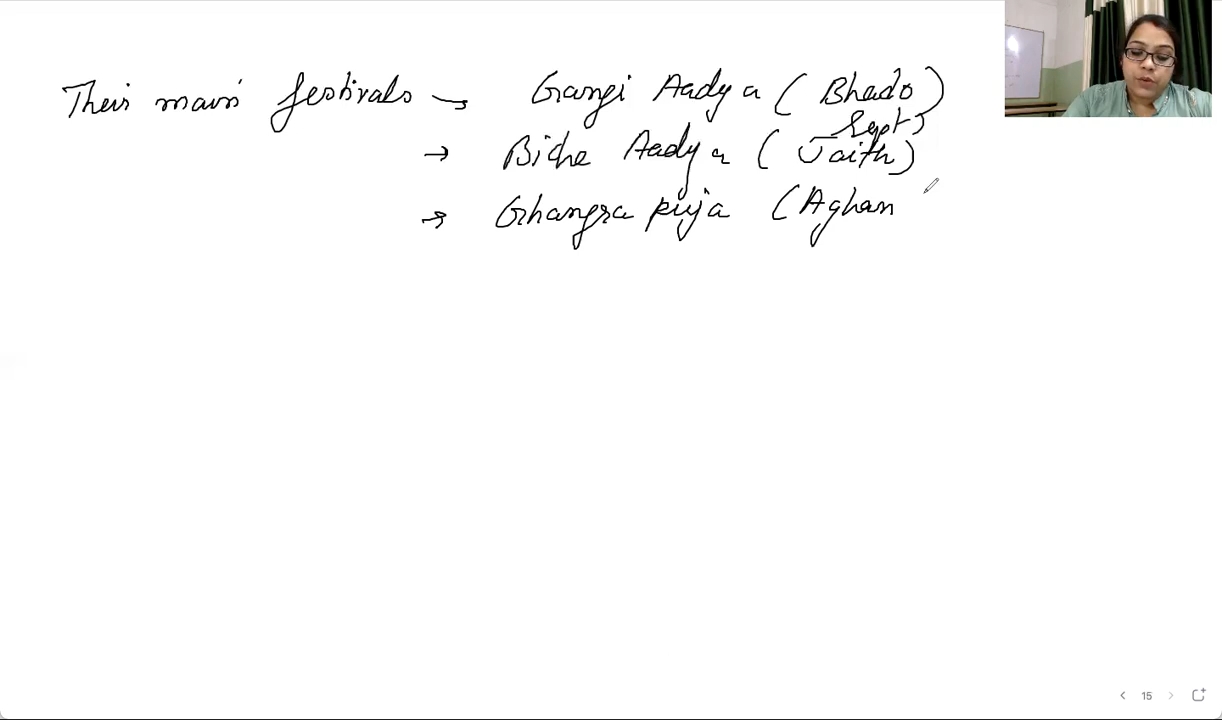 Their main festivals → Gangi Aadya (Bhado)
Sept
→ Biche Aadya (Jaith)
→ Ghangra puja (Aghan
15